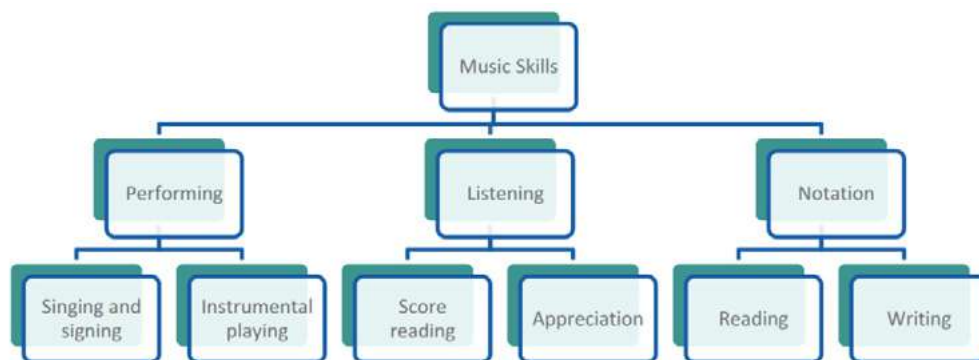 Music Skills
Performing
Listening
Notation
Singing and
signing
Instrumental
playing
Score
reading
Appreciation
Reading
Writing